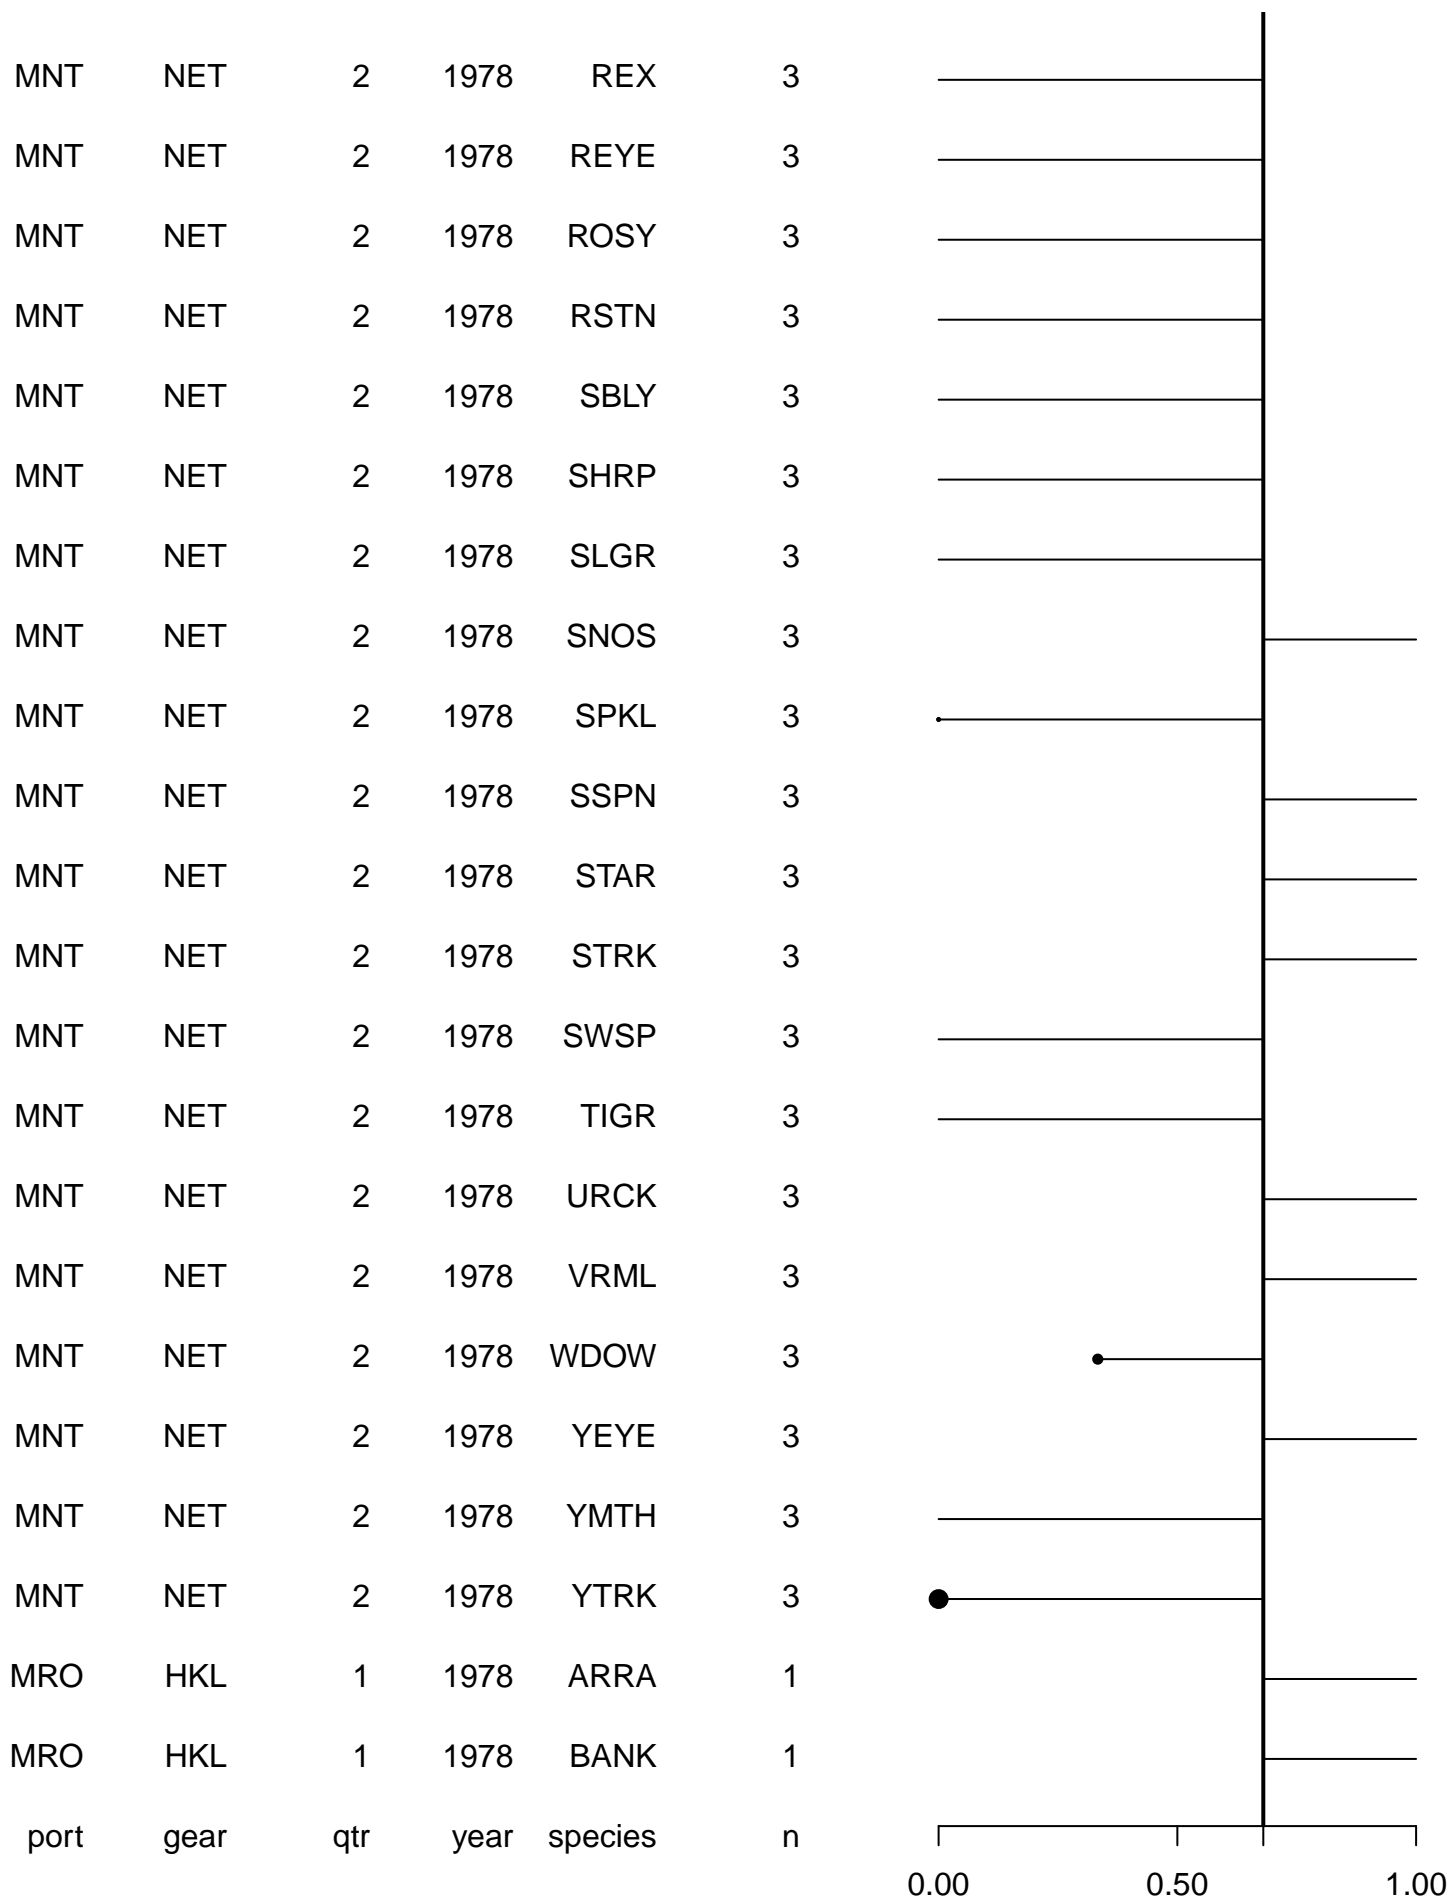 MNT NET 2 1978 REX 3
MNT NET 2 1978 REYE 3
MNT NET 2 1978 ROSY 3
MNT NET 2 1978 RSTN 3
MNT NET 2 1978 SBLY 3
MNT NET 2 1978 SHRP 3
MNT NET 2 1978 SLGR 3
MNT NET 2 1978 SNOS 3
MNT NET 2 1978 SPKL 3
MNT NET 2 1978 SSPN 3
MNT NET 2 1978 STAR 3
MNT NET 2 1978 STRK 3
MNT NET 2 1978 SWSP 3
MNT NET 2 1978 TIGR 3
MNT NET 2 1978 URCK 3
MNT NET 2 1978 VRML 3
MNT NET 2 1978 WDOW 3
MNT NET 2 1978 YEYE 3
MNT NET 2 1978 YMTH 3
MNT NET 2 1978 YTRK 3
MRO HKL 1 1978 ARRA 1
MRO HKL 1 1978 BANK 1
port gear qtr year species n
0.00 0.50 1.00